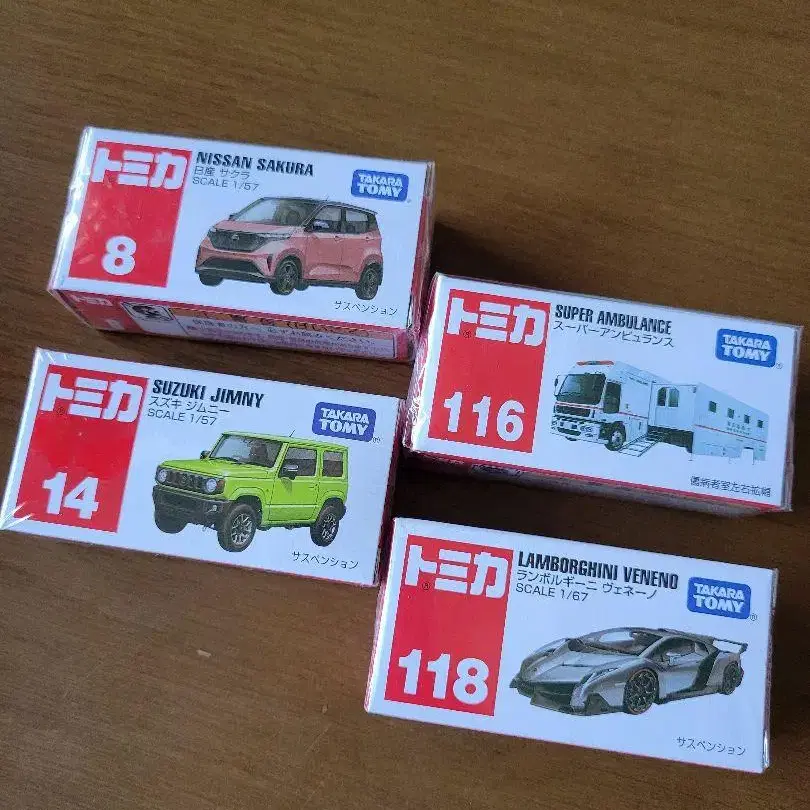 トミカ
8
NISSAN SAKURA
日産 サクラ
SCALE 1/57
TAKARA
TOMY
サスペンション
トミカ
トミカ
116
SUPER AMBULANCE
スーパーアンビュランス
TAKARA
TOMY
傷病者室左右拡幅
トミカ
14
SUZUKI JIMNY
スズキ ジムニー
SCALE 1/57
TAKARA
TOMY
サスペンション
トミカ
118
LAMBORGHINI VENENO
ランボルギーニ ヴェネーノ
SCALE 1/67
TAKARA
TOMY
サスペンション